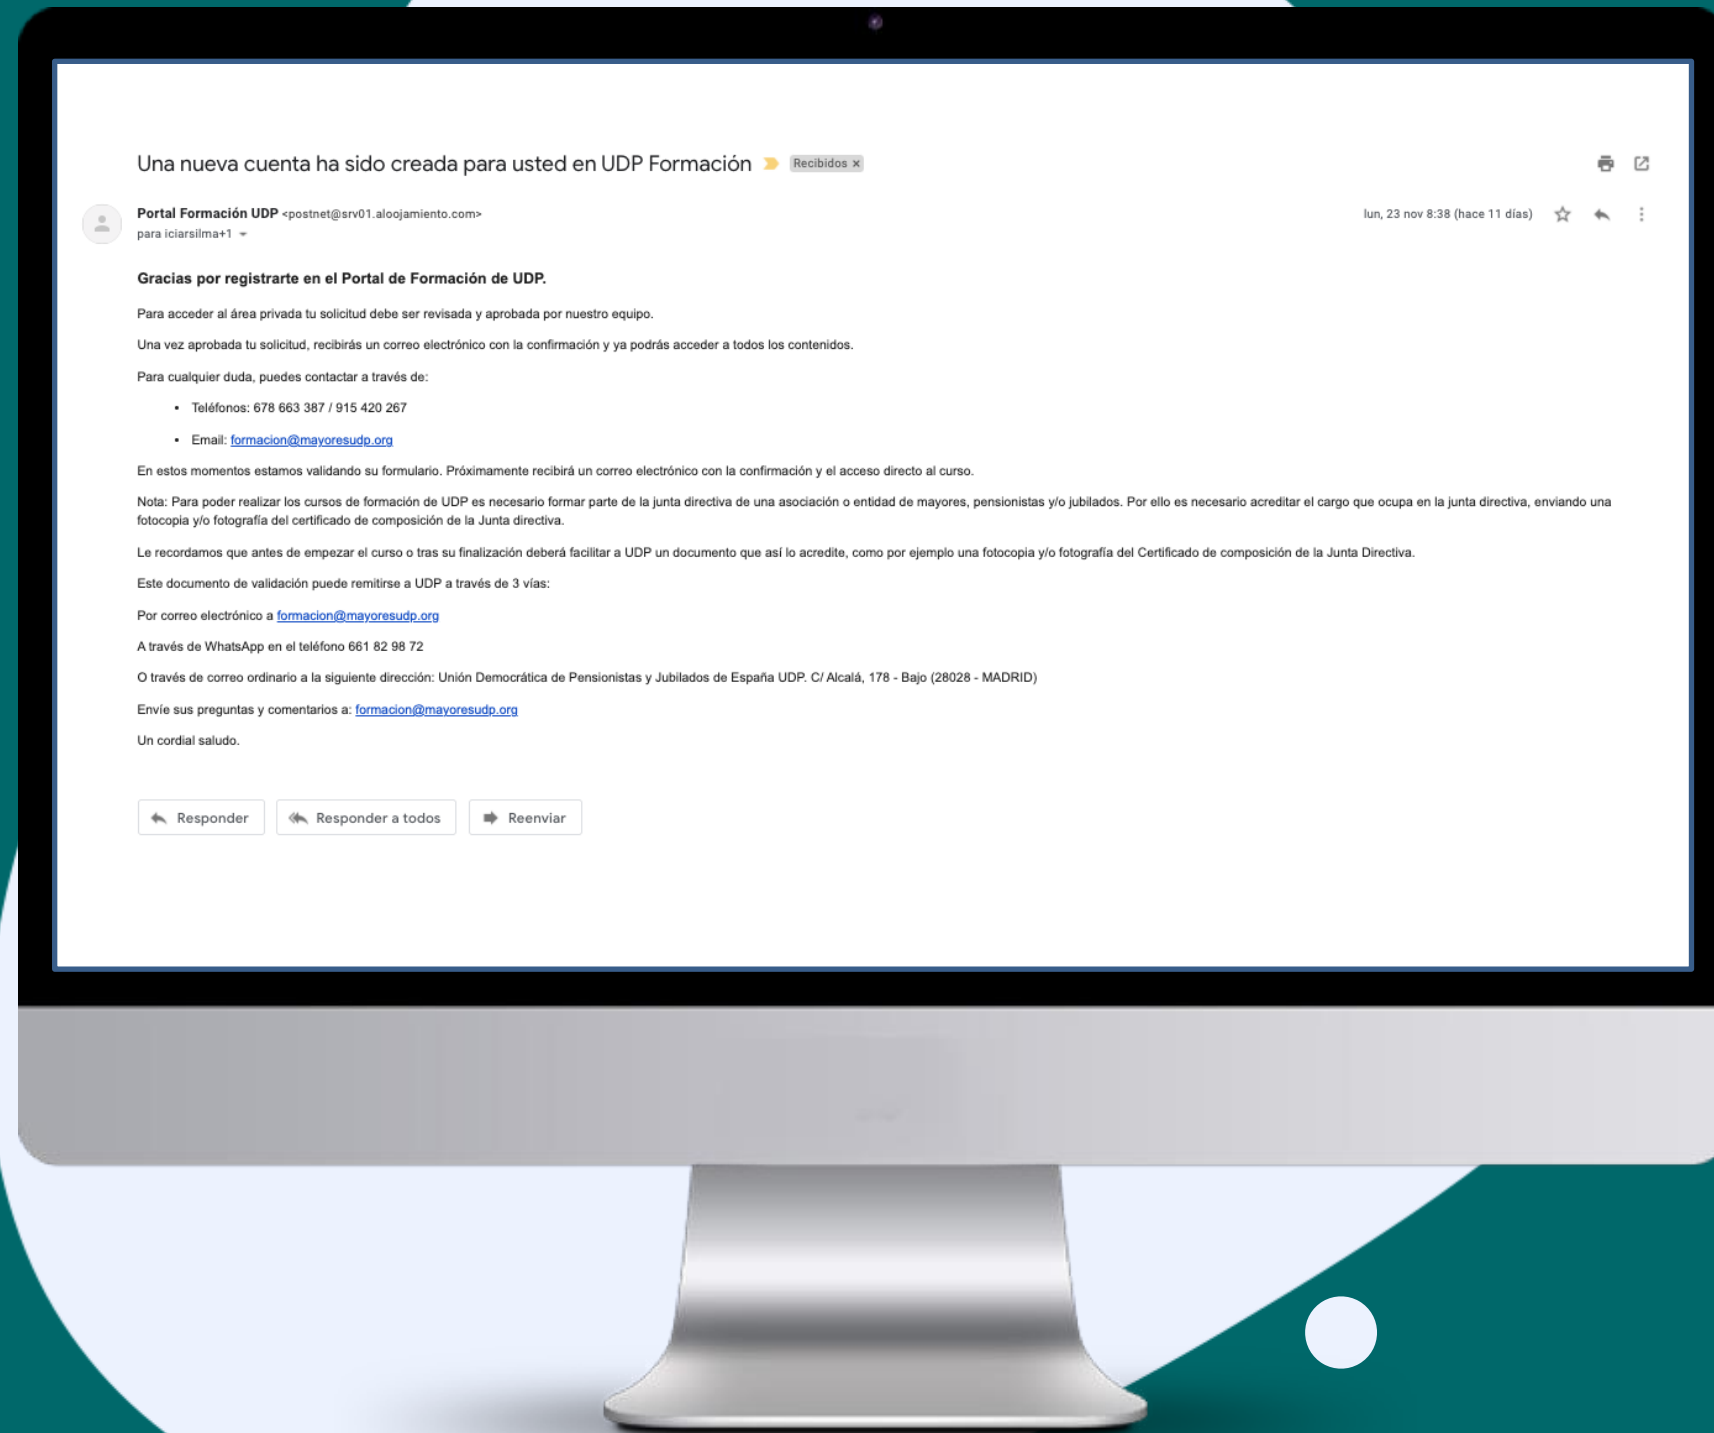 Una nueva cuenta ha sido creada para usted en UDP Formación Recibidos x
Portal Formación UDP <postnet@srv01.aloojamiento.com> lun, 23 nov 8:38 (hace 11 días)
para iciarsilma+1
Gracias por registrarte en el Portal de Formación de UDP.
Para acceder al área privada tu solicitud debe ser revisada y aprobada por nuestro equipo.
Una vez aprobada tu solicitud, recibirás un correo electrónico con la confirmación y ya podrás acceder a todos los contenidos.
Para cualquier duda, puedes contactar a través de:
• Teléfonos: 678 663 387 / 915 420 267
• Email: formacion@mayoresudp.org
En estos momentos estamos validando su formulario. Próximamente recibirá un correo electrónico con la confirmación y el acceso directo al curso.
Nota: Para poder realizar los cursos de formación de UDP es necesario formar parte de la junta directiva de una asociación o entidad de mayores, pensionistas y/o jubilados. Por ello es necesario acreditar el cargo que ocupa en la junta directiva, enviando una
fotocopia y/o fotografía del certificado de composición de la Junta directiva.
Le recordamos que antes de empezar el curso o tras su finalización deberá facilitar a UDP un documento que así lo acredite, como por ejemplo una fotocopia y/o fotografía del Certificado de composición de la Junta Directiva.
Este documento de validación puede remitirse a UDP a través de 3 vías:
Por correo electrónico a formacion@mayoresudp.org
A través de WhatsApp en el teléfono 661 82 98 72
O través de correo ordinario a la siguiente dirección: Unión Democrática de Pensionistas y Jubilados de España UDP. C/ Alcalá, 178 - Bajo (28028 - MADRID)
Envíe sus preguntas y comentarios a: formacion@mayoresudp.org
Un cordial saludo.
Responder Responder a todos Reenviar